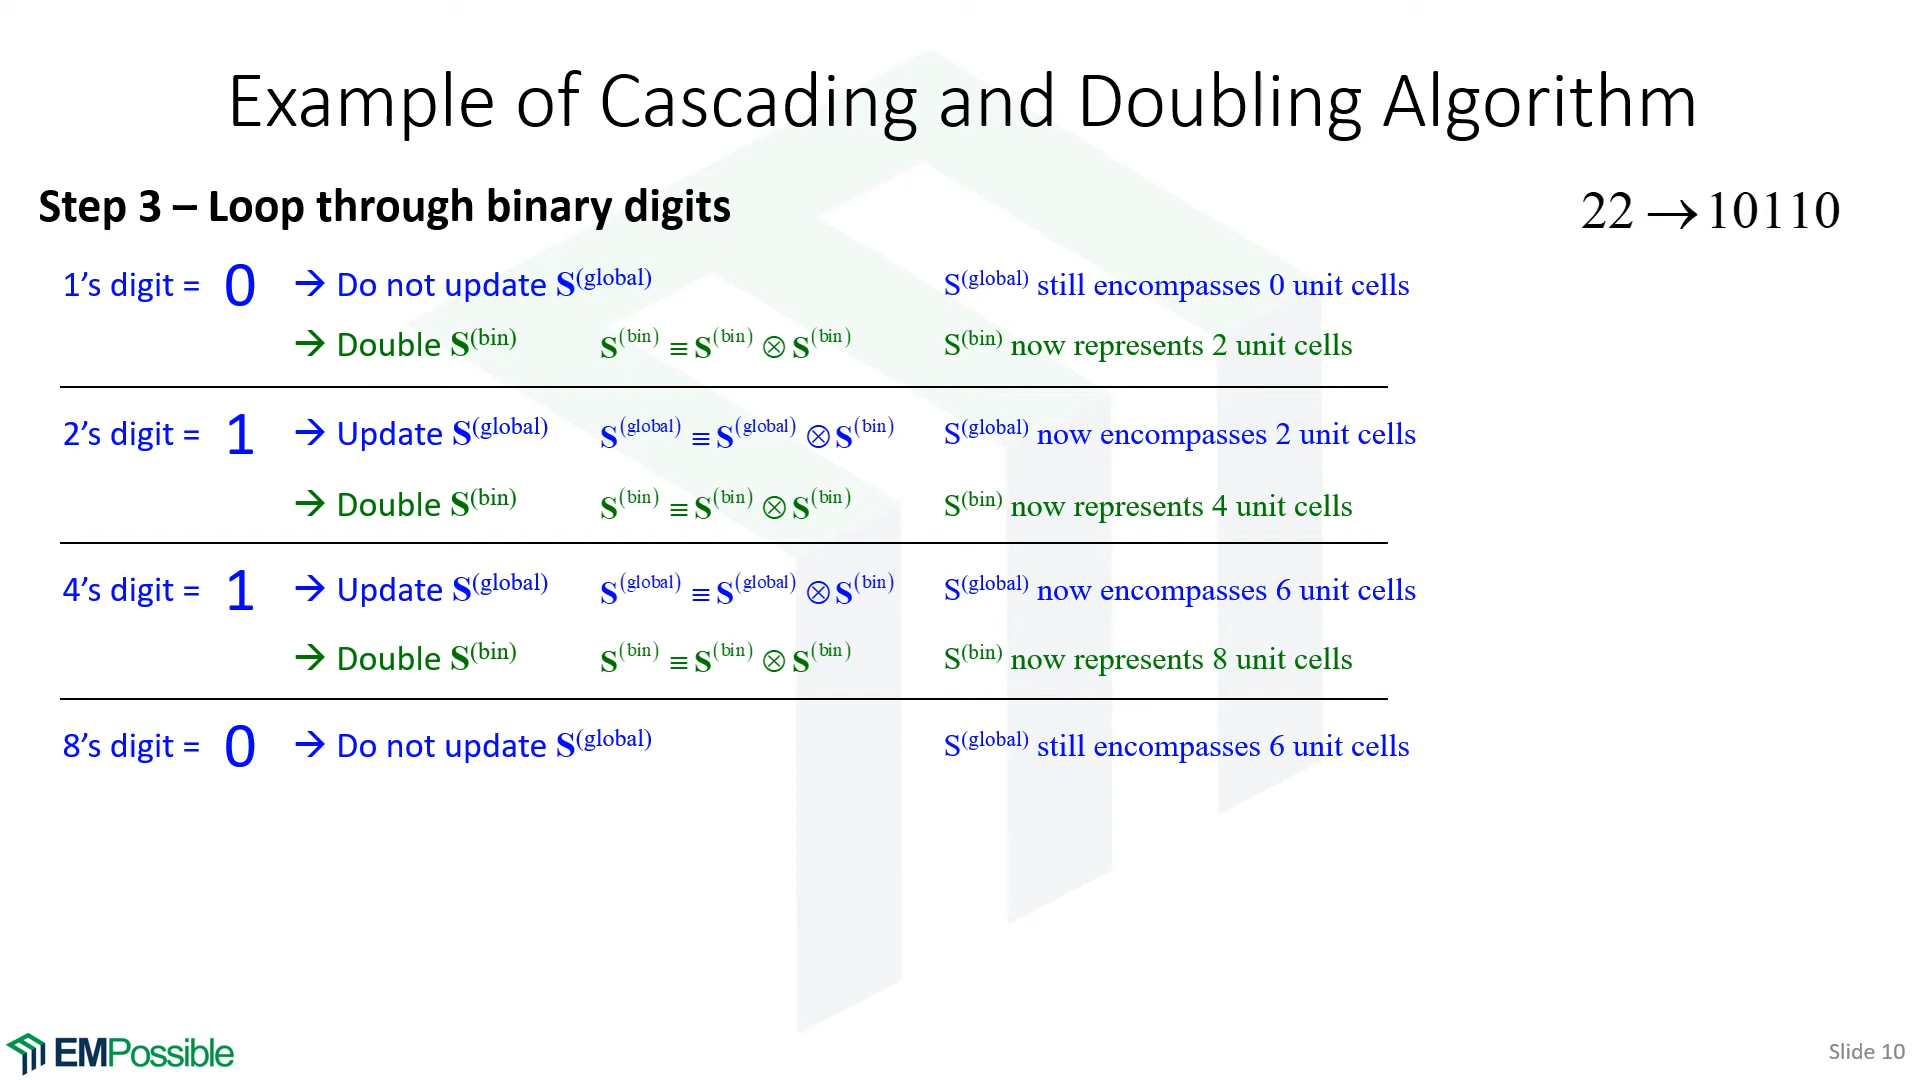 Example of Cascading and Doubling Algorithm
Step 3 – Loop through binary digits
22 → 10110
1’s digit = 0 → Do not update S(global) S(global) still encompasses 0 unit cells
→ Double S(bin) S(bin) ≡ S(bin) ⊗ S(bin) S(bin) now represents 2 unit cells
2’s digit = 1 → Update S(global) S(global) ≡ S(global) ⊗ S(bin) S(global) now encompasses 2 unit cells
→ Double S(bin) S(bin) ≡ S(bin) ⊗ S(bin) S(bin) now represents 4 unit cells
4’s digit = 1 → Update S(global) S(global) ≡ S(global) ⊗ S(bin) S(global) now encompasses 6 unit cells
→ Double S(bin) S(bin) ≡ S(bin) ⊗ S(bin) S(bin) now represents 8 unit cells
8’s digit = 0 → Do not update S(global) S(global) still encompasses 6 unit cells
EMPossible
Slide 10